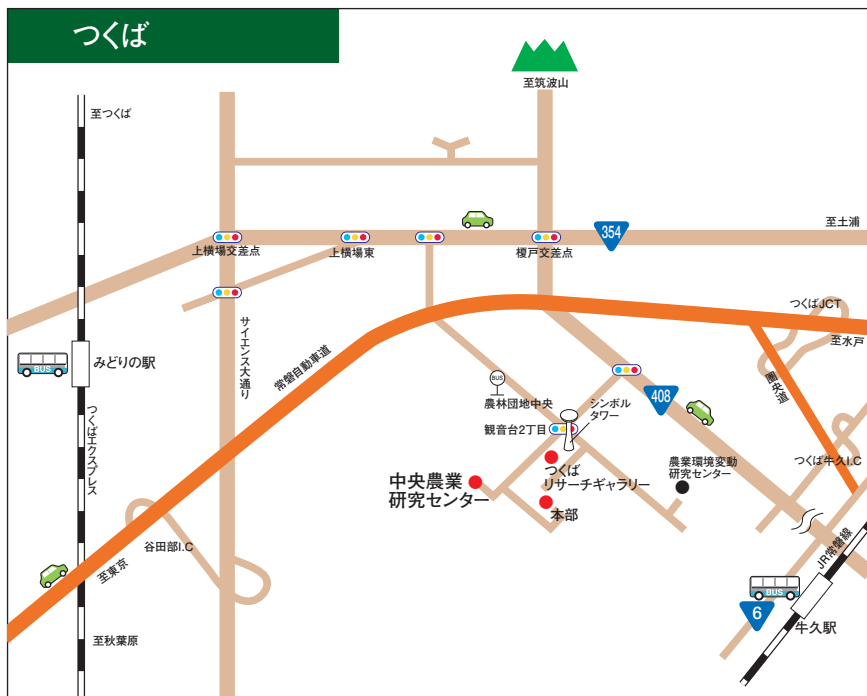 つくば
至筑波山
至つくば
至土浦
354
上横場交差点
上横場東
榎戸交差点
つくばJCT
至水戸
サイエンス大通り
常磐自動車道
圏央道
みどりの駅
BUS
BUS
農林団地中央
シンボル
タワー
408
観音台2丁目
つくばエクスプレス
つくば牛久I.C
農業環境変動
研究センター
つくば
リサーチギャラリー
中央農業
研究センター
本部
谷田部I.C
至東京
JR常磐線
BUS
6
牛久駅
至秋葉原